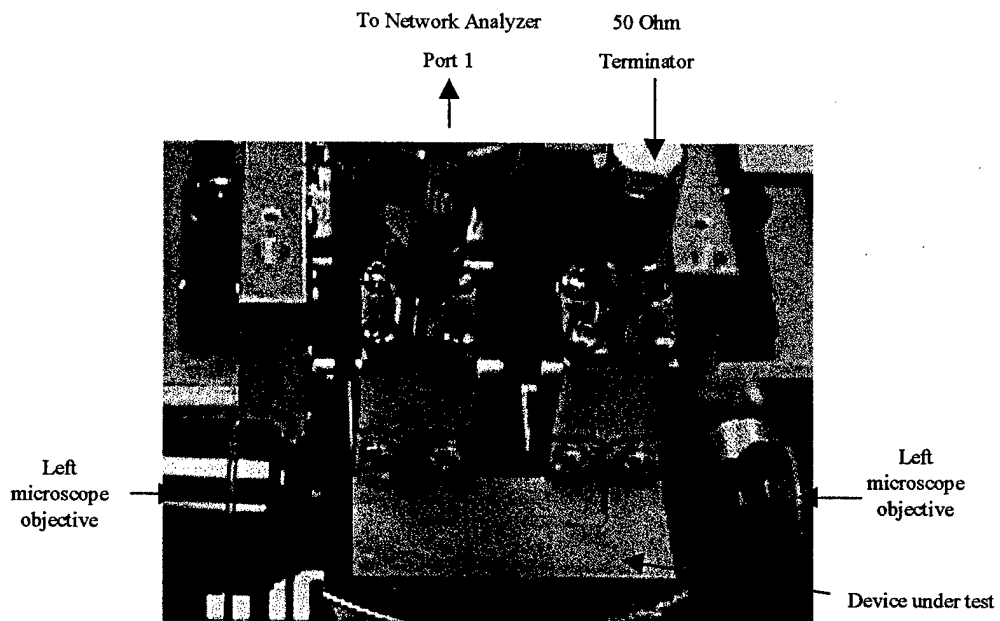 To Network Analyzer
Port 1
50 Ohm
Terminator
Left
microscope
objective
Left
microscope
objective
Device under test